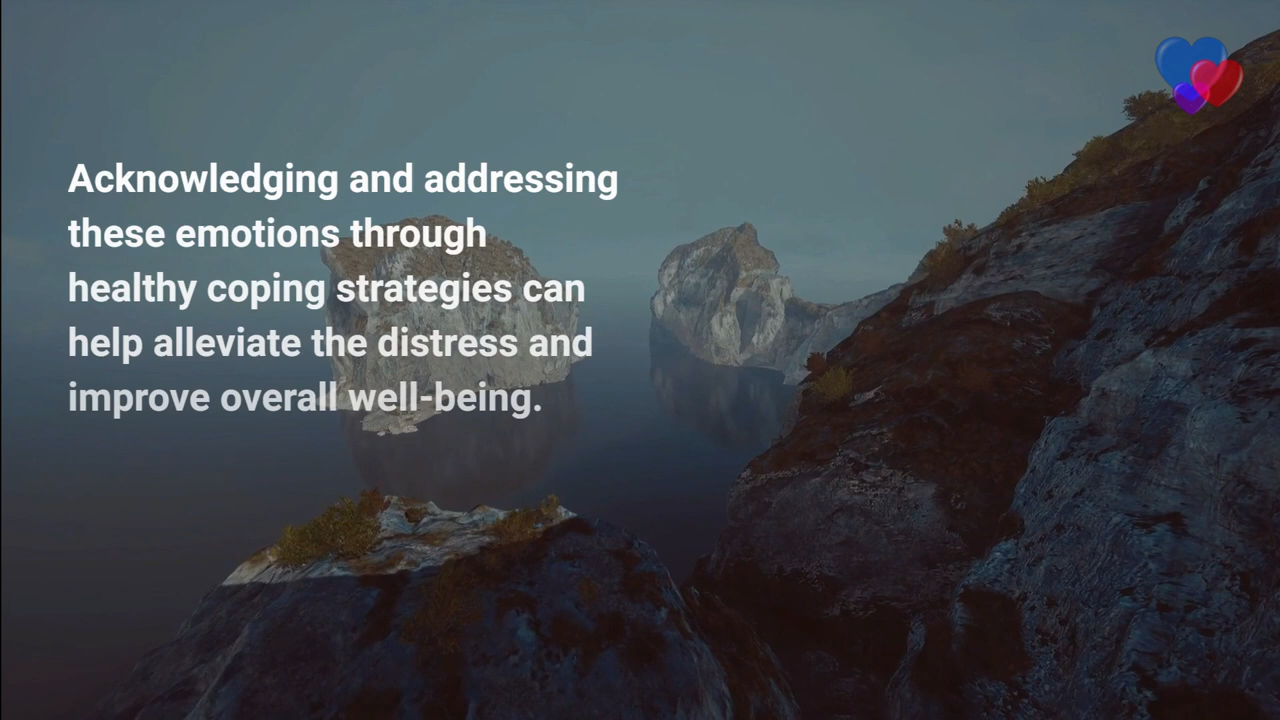 Acknowledging and addressing
these emotions through
healthy coping strategies can
help alleviate the distress and
improve overall well-being.